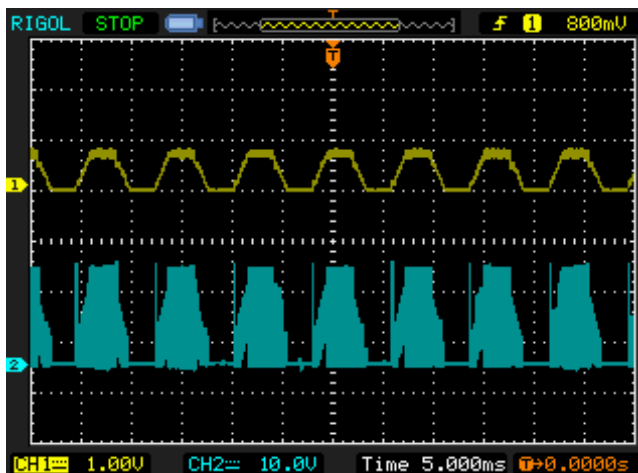 RIGOL STOP T 1 800mV
T
1
2
CH1 1.00V CH2 10.0V Time 5.000ms T→0.0000s